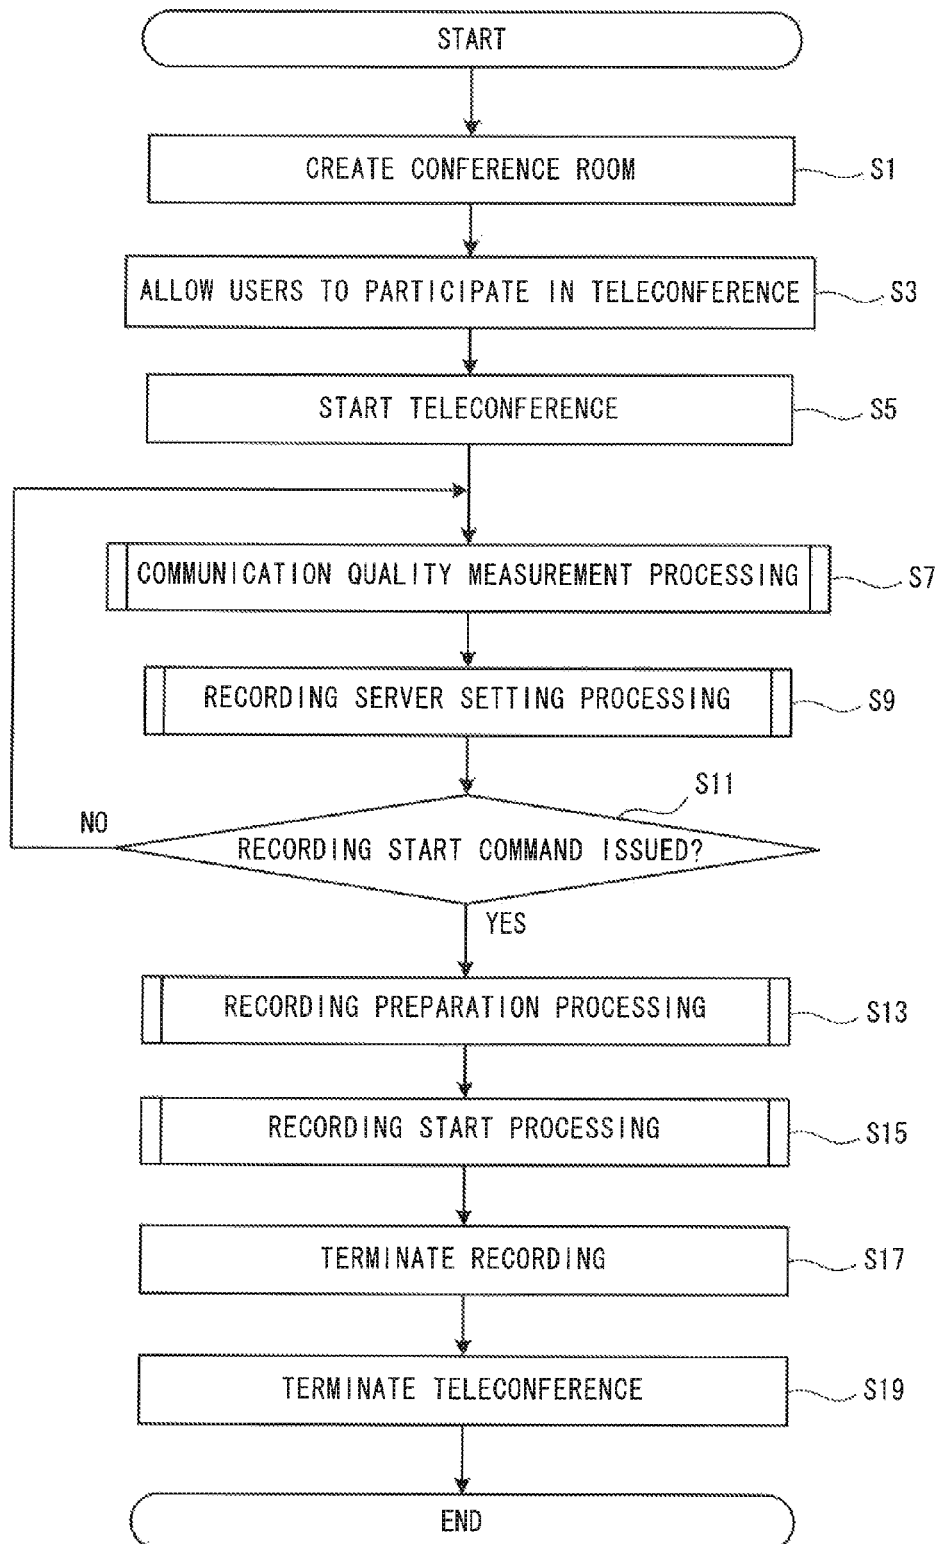 START
CREATE CONFERENCE ROOM
S1
ALLOW USERS TO PARTICIPATE IN TELECONFERENCE
S3
START TELECONFERENCE
S5
COMMUNICATION QUALITY MEASUREMENT PROCESSING
S7
RECORDING SERVER SETTING PROCESSING
S9
S11
NO
RECORDING START COMMAND ISSUED?
YES
RECORDING PREPARATION PROCESSING
S13
RECORDING START PROCESSING
S15
TERMINATE RECORDING
S17
TERMINATE TELECONFERENCE
S19
END